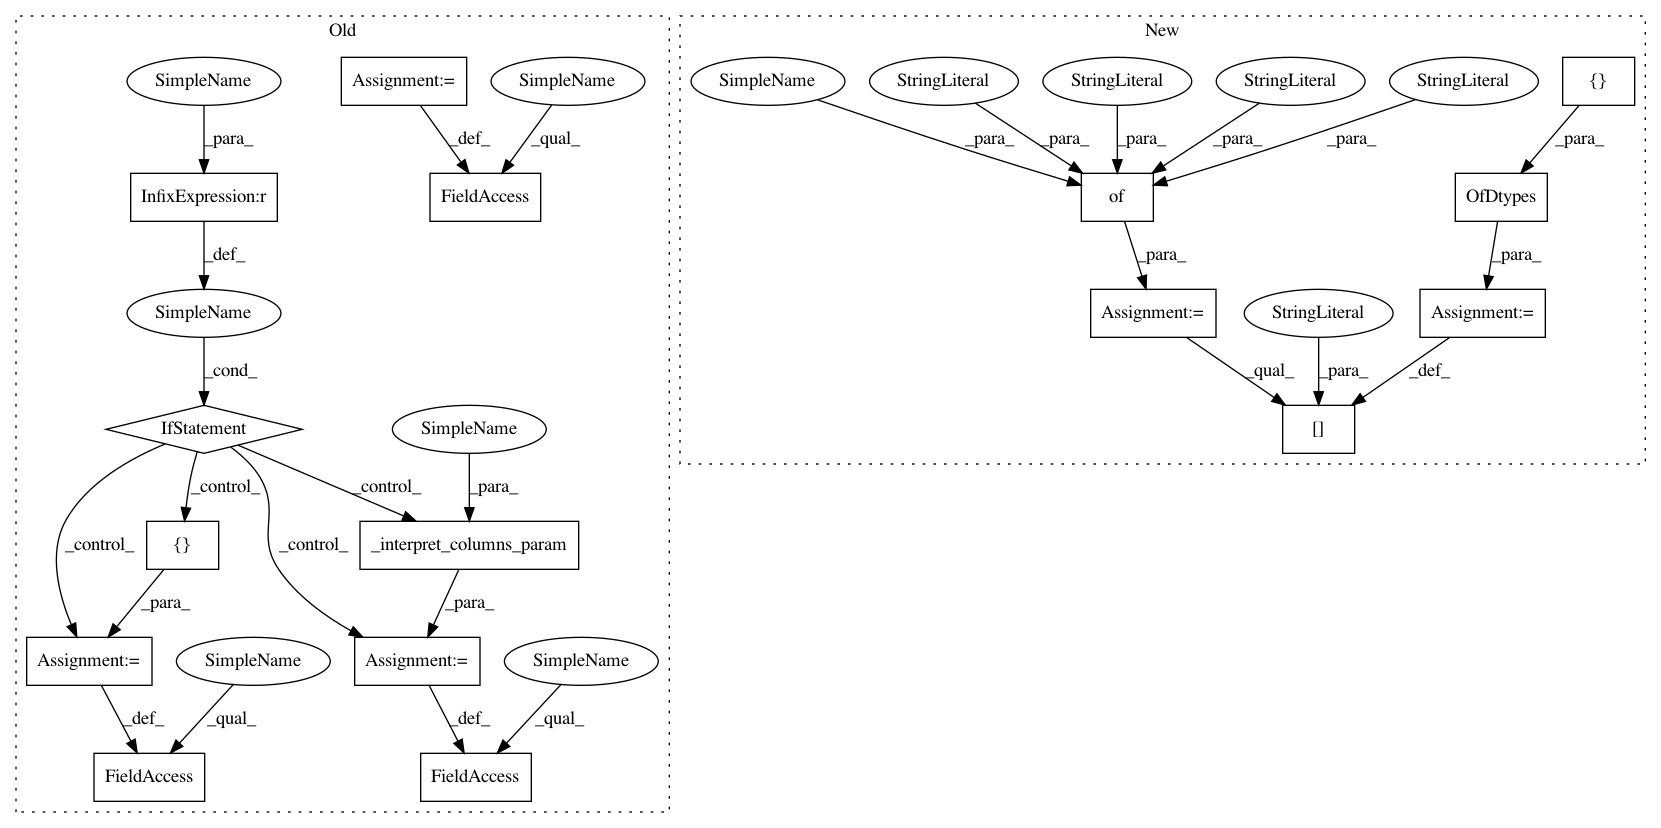 Old
New
SimpleName
Assignment:=
SimpleName
SimpleName
StringLiteral
StringLiteral
StringLiteral
StringLiteral
{}
_para_
_def_
_qual_
_para_
_para_
_para_
_para_
_para_
_para_
InfixExpression:r
FieldAccess
of
OfDtypes
_def_
_para_
_para_
SimpleName
Assignment:=
StringLiteral
Assignment:=
_cond_
_qual_
_para_
_def_
IfStatement
SimpleName
[]
_control_
_control_
_para_
_control_
_control_
{}
_interpret_columns_param
_para_
_para_
Assignment:=
SimpleName
Assignment:=
SimpleName
_def_
_qual_
_def_
_qual_
FieldAccess
FieldAccess